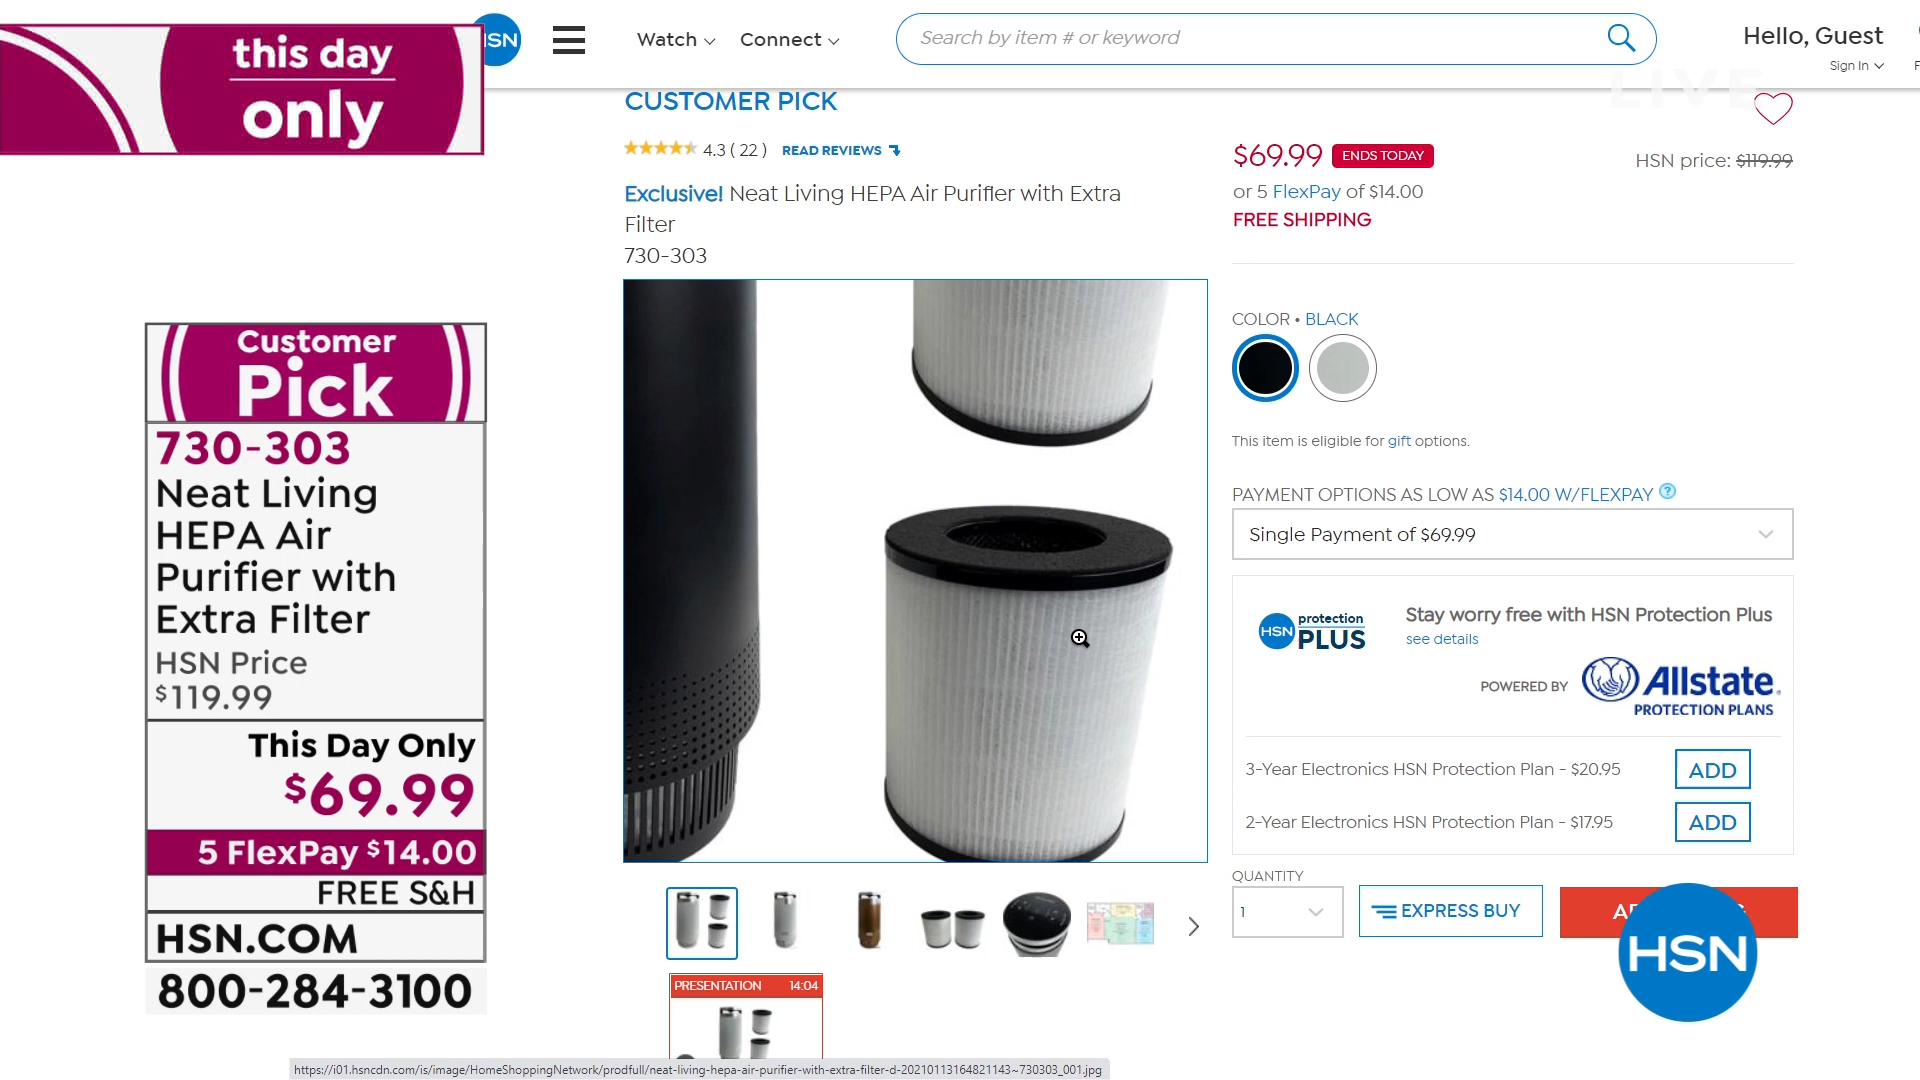 this day
only
HSN
Watch
Connect
Search by item # or keyword
Hello, Guest
Sign In
LIVE
CUSTOMER PICK
4.3 ( 22 )
READ REVIEWS
Exclusive! Neat Living HEPA Air Purifier with Extra
Filter
730-303
$69.99
ENDS TODAY
HSN price: $119.99
or 5 FlexPay of $14.00
FREE SHIPPING
COLOR • BLACK
This item is eligible for gift options.
PAYMENT OPTIONS AS LOW AS $14.00 W/FLEXPAY ?
Single Payment of $69.99
HSN protection
PLUS
Stay worry free with HSN Protection Plus
see details
POWERED BY
Allstate
PROTECTION PLANS
3-Year Electronics HSN Protection Plan - $20.95
ADD
2-Year Electronics HSN Protection Plan - $17.95
ADD
QUANTITY
1
EXPRESS BUY
HSN
Customer
Pick
730-303
Neat Living
HEPA Air
Purifier with
Extra Filter
HSN Price
$119.99
This Day Only
$69.99
5 FlexPay $14.00
FREE S&H
HSN.COM
800-284-3100
PRESENTATION 14:04
https://i01.hsncdn.com/is/image/HomeShoppingNetwork/prodfull/neat-living-hepa-air-purifier-with-extra-filter-d-20210113164821143~730303_001.jpg